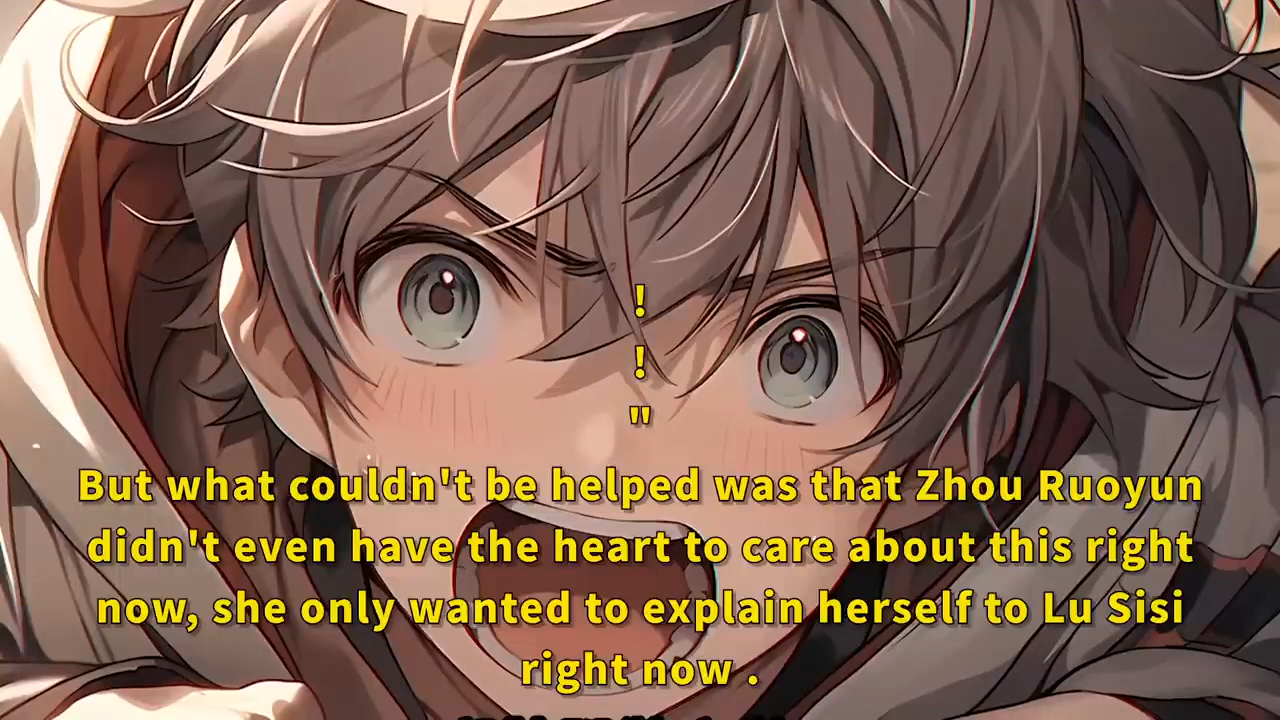 !
!
"
But what couldn't be helped was that Zhou Ruoyun
didn't even have the heart to care about this right
now, she only wanted to explain herself to Lu Sisi
right now .